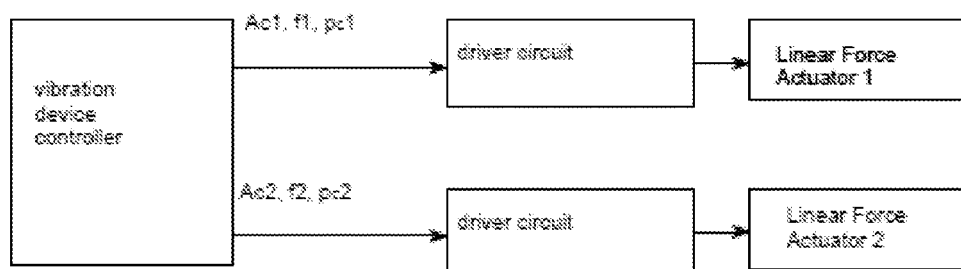 Ac1, f1, pc1
driver circuit
Linear Force
Actuator 1
vibration
device
controller
Ac2, f2, pc2
driver circuit
Linear Force
Actuator 2